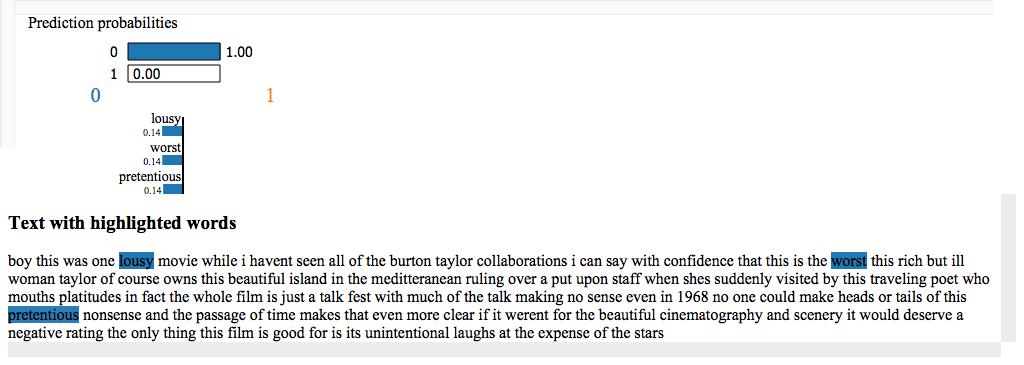 Prediction probabilities
0 1.00
1 0.00
0 1
lousy
0.14
worst
0.14
pretentious
0.14
Text with highlighted words
boy this was one lousy movie while i havent seen all of the burton taylor collaborations i can say with confidence that this is the worst this rich but ill
woman taylor of course owns this beautiful island in the meditteranean ruling over a put upon staff when shes suddenly visited by this traveling poet who
mouths platitudes in fact the whole film is just a talk fest with much of the talk making no sense even in 1968 no one could make heads or tails of this
pretentious nonsense and the passage of time makes that even more clear if it werent for the beautiful cinematography and scenery it would deserve a
negative rating the only thing this film is good for is its unintentional laughs at the expense of the stars